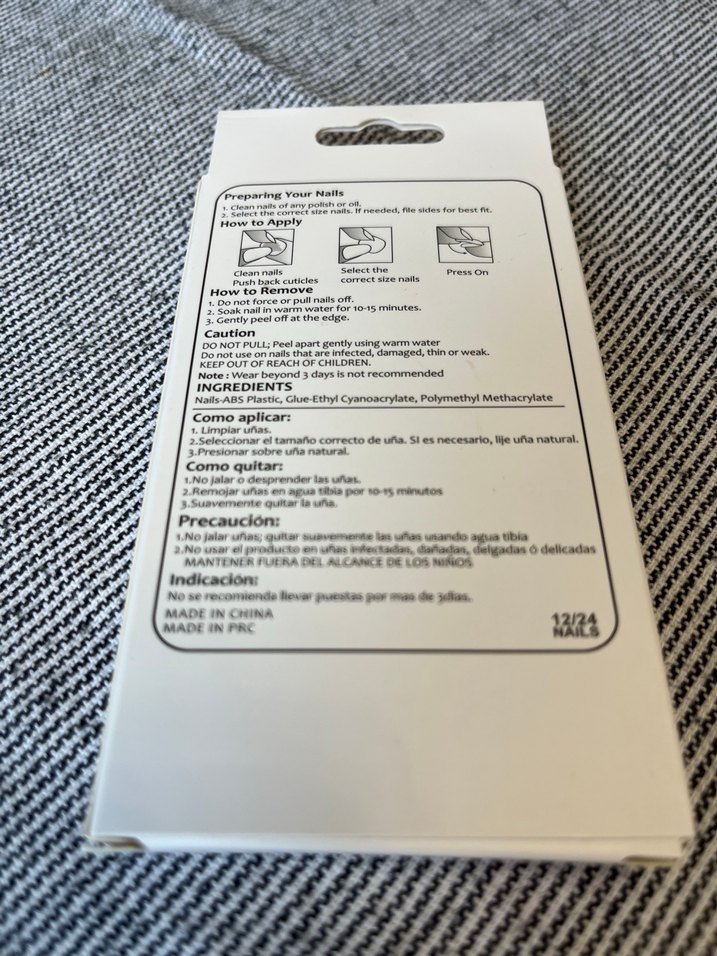 Preparing Your Nails
1. Clean nails of any polish or oil.
2. Select the correct size nails. If needed, file sides for best fit.
How to Apply
Clean nails
Push back cuticles
Select the
correct size nails
Press On
How to Remove
1. Do not force or pull nails off.
2. Soak nail in warm water for 10-15 minutes.
3. Gently peel off at the edge.
Caution
DO NOT PULL; Peel apart gently using warm water
Do not use on nails that are infected, damaged, thin or weak.
KEEP OUT OF REACH OF CHILDREN.
Note : Wear beyond 3 days is not recommended
INGREDIENTS
Nails-ABS Plastic, Glue-Ethyl Cyanoacrylate, Polymethyl Methacrylate
Como aplicar:
1. Limpiar uñas.
2.Seleccionar el tamaño correcto de uña. SI es necesario, lije uña natural.
3.Presionar sobre uña natural.
Como quitar:
1.No jalar o desprender las uñas.
2.Remojar uñas en agua tibia por 10-15 minutos
3.Suavemente quitar la uña.
Precaución:
1.No jalar uñas; quitar suavemente las uñas usando agua tibia
2.No usar el producto en uñas infectadas, dañadas, delgadas ó delicadas
MANTENER FUERA DEL ALCANCE DE LOS NIÑOS
Indicación:
No se recomienda llevar puestas por mas de 3días.
MADE IN CHINA
MADE IN PRC
12/24
NAILS